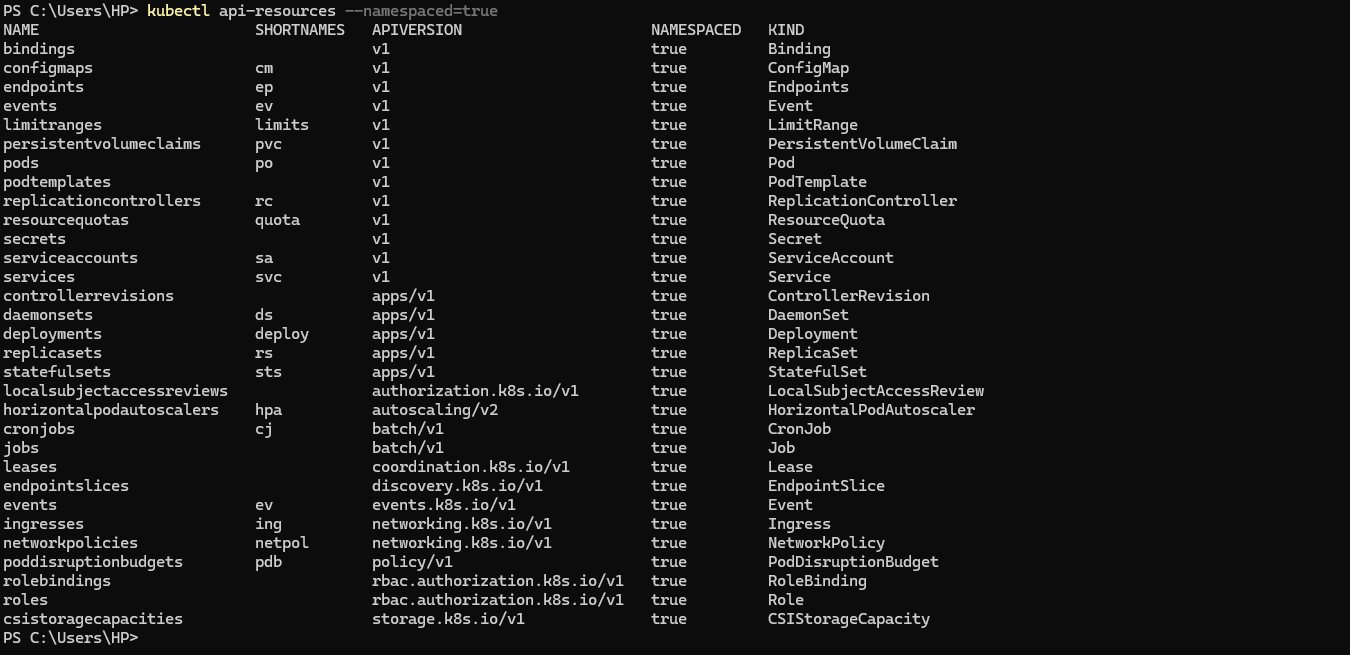 PS C:\Users\HP> kubectl api-resources --namespaced=true
NAME                        SHORTNAMES   APIVERSION                     NAMESPACED   KIND
bindings                                 v1                             true         Binding
configmaps                  cm           v1                             true         ConfigMap
endpoints                   ep           v1                             true         Endpoints
events                      ev           v1                             true         Event
limitranges                 limits       v1                             true         LimitRange
persistentvolumeclaims      pvc          v1                             true         PersistentVolumeClaim
pods                        po           v1                             true         Pod
podtemplates                             v1                             true         PodTemplate
replicationcontrollers      rc           v1                             true         ReplicationController
resourcequotas              quota        v1                             true         ResourceQuota
secrets                                  v1                             true         Secret
serviceaccounts             sa           v1                             true         ServiceAccount
services                    svc          v1                             true         Service
controllerrevisions                      apps/v1                        true         ControllerRevision
daemonsets                  ds           apps/v1                        true         DaemonSet
deployments                 deploy       apps/v1                        true         Deployment
replicasets                 rs           apps/v1                        true         ReplicaSet
statefulsets                sts          apps/v1                        true         StatefulSet
localsubjectaccessreviews                authorization.k8s.io/v1        true         LocalSubjectAccessReview
horizontalpodautoscalers    hpa          autoscaling/v2                 true         HorizontalPodAutoscaler
cronjobs                    cj           batch/v1                       true         CronJob
jobs                                     batch/v1                       true         Job
leases                                   coordination.k8s.io/v1         true         Lease
endpointslices                           discovery.k8s.io/v1            true         EndpointSlice
events                      ev           events.k8s.io/v1               true         Event
ingresses                   ing          networking.k8s.io/v1           true         Ingress
networkpolicies             netpol       networking.k8s.io/v1           true         NetworkPolicy
poddisruptionbudgets        pdb          policy/v1                      true         PodDisruptionBudget
rolebindings                             rbac.authorization.k8s.io/v1   true         RoleBinding
roles                                    rbac.authorization.k8s.io/v1   true         Role
csistoragecapacities                     storage.k8s.io/v1              true         CSIStorageCapacity
PS C:\Users\HP>